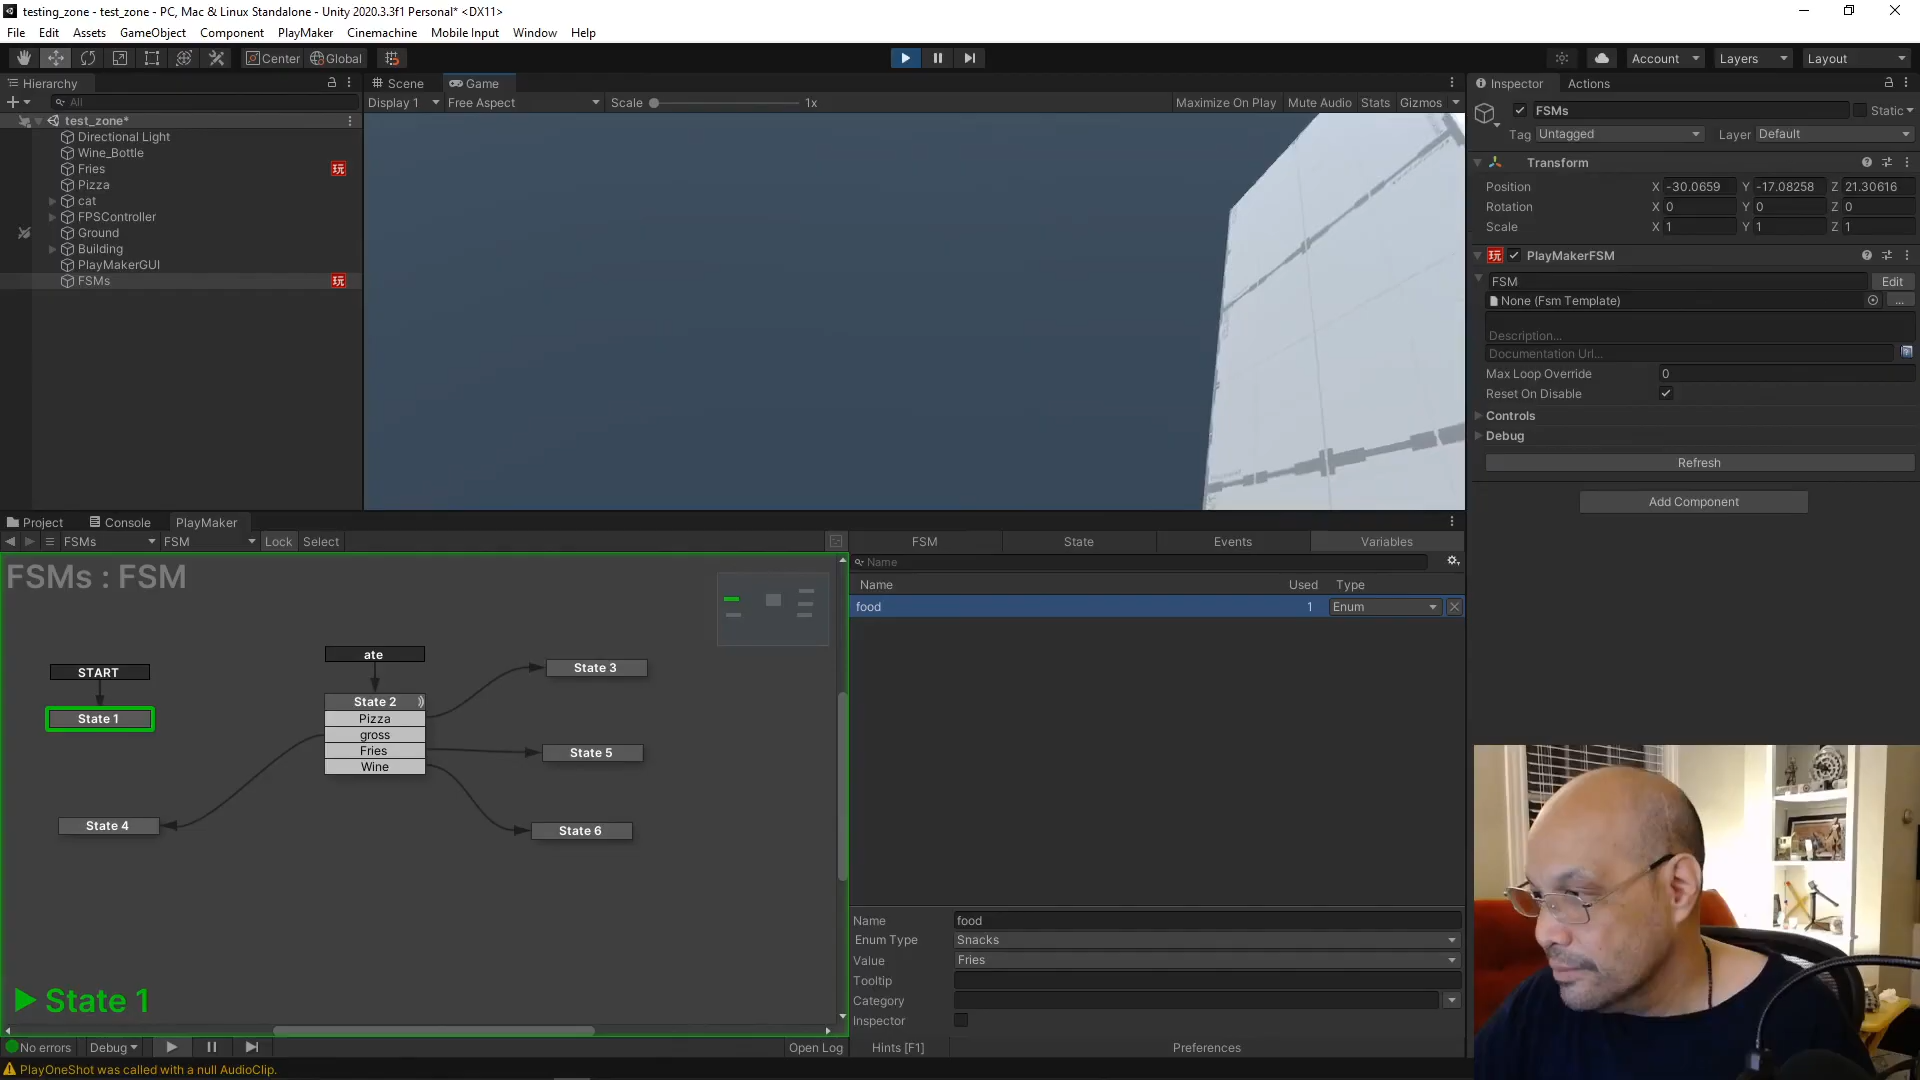 testing_zone - test_zone - PC, Mac & Linux Standalone - Unity 2020.3.3f1 Personal* <DX11>
File Edit Assets GameObject Component PlayMaker Cinemachine Mobile Input Window Help
Center Global Account Layers Layout
Hierarchy
All
test_zone*
Directional Light
Wine_Bottle
Fries 玩
Pizza
cat
FPSController
Ground
Building
PlayMakerGUI
FSMs 玩
Scene Game
Display 1 Free Aspect Scale 1x Maximize On Play Mute Audio Stats Gizmos
Inspector Actions
FSMs Static
Tag Untagged Layer Default
Transform
Position X -30.0659 Y -17.08258 Z 21.30616
Rotation X 0 Y 0 Z 0
Scale X 1 Y 1 Z 1
玩 PlayMakerFSM
FSM Edit
None (Fsm Template) ...
Description...
Documentation Url...
Max Loop Override 0
Reset On Disable
Controls
Debug
Refresh
Add Component
Project Console PlayMaker
FSMs FSM Lock Select
FSMs : FSM
START
State 1
ate
State 2
Pizza
gross
Fries
Wine
State 3
State 5
State 4
State 6
State 1
No errors Debug Open Log
PlayOneShot was called with a null AudioClip.
FSM State Events Variables
Name
Name Used Type
food 1 Enum
Name food
Enum Type Snacks
Value Fries
Tooltip
Category
Inspector
Hints [F1] Preferences